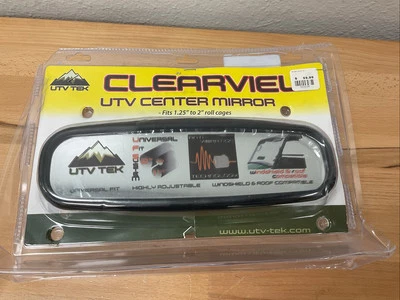 UTV TEK
CLEARVIEW
UTV CENTER MIRROR
- Fits 1.25" to 2" roll cages
UTV TEK
UNIVERSAL FIT
HIGHLY ADJUSTABLE
WINDSHIELD & ROOF COMPATIBLE
www.utv-tek.com